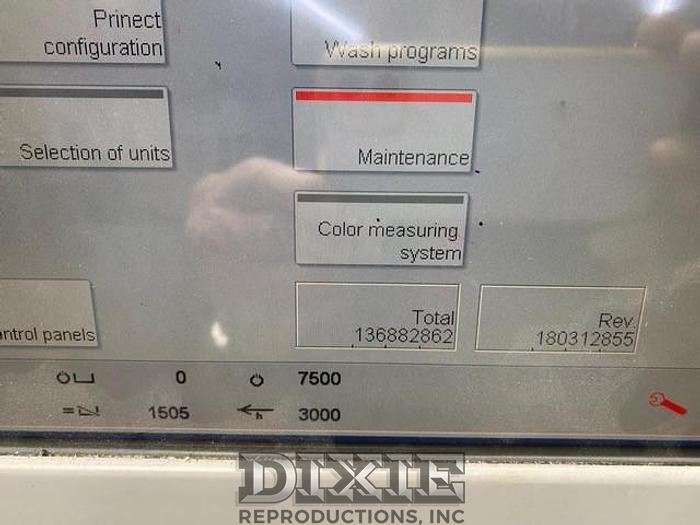 Prinect
configuration
Wash programs
Selection of units
Maintenance
Color measuring
system
ntrol panels
Total
136882862
Rev.
180312855
0 7500
1505 h 3000
DIXIE
REPRODUCTIONS, INC